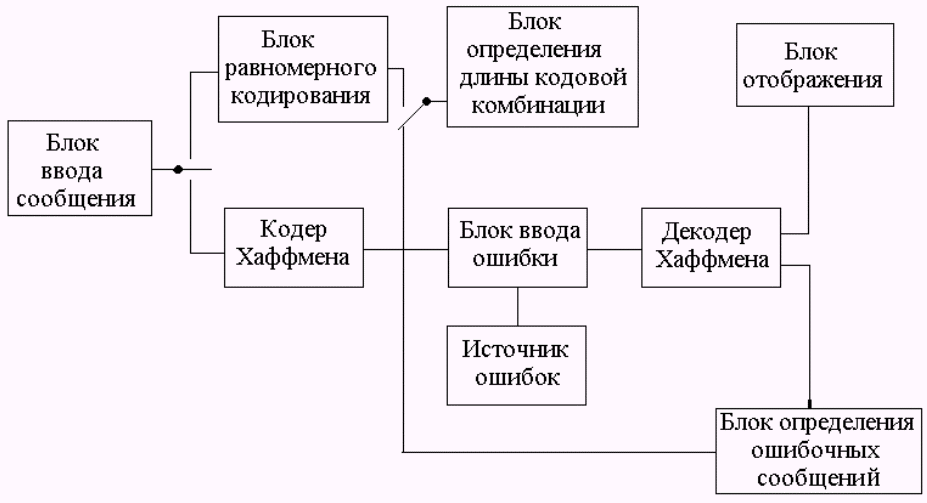 Блок
равномерного
кодирования
Блок
определения
длины кодовой
комбинации
Блок
отображения
Блок
ввода
сообщения
Кодер
Хаффмена
Блок ввода
ошибки
Декодер
Хаффмена
Источник
ошибок
Блок определения
ошибочных
сообщений